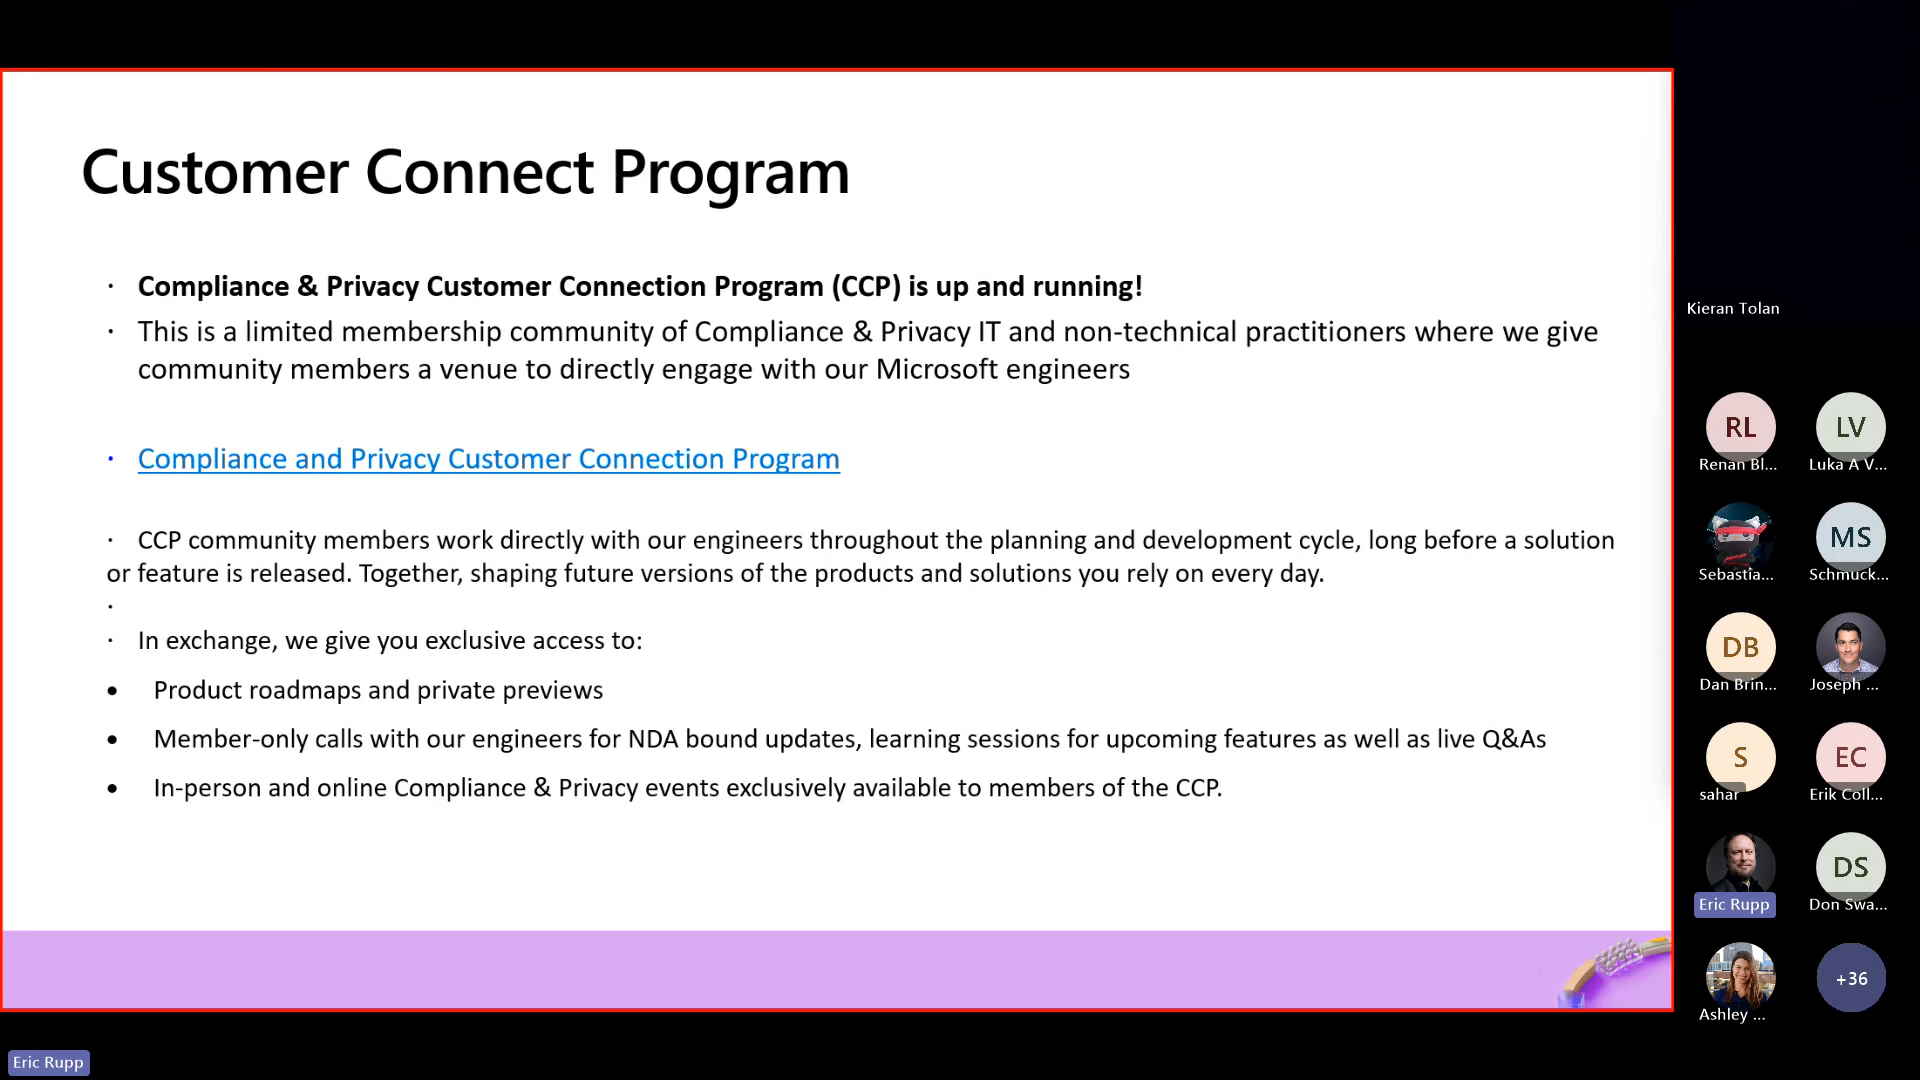 Customer Connect Program
· Compliance & Privacy Customer Connection Program (CCP) is up and running!
· This is a limited membership community of Compliance & Privacy IT and non-technical practitioners where we give
community members a venue to directly engage with our Microsoft engineers
· Compliance and Privacy Customer Connection Program
· CCP community members work directly with our engineers throughout the planning and development cycle, long before a solution
or feature is released. Together, shaping future versions of the products and solutions you rely on every day.
·
· In exchange, we give you exclusive access to:
• Product roadmaps and private previews
• Member-only calls with our engineers for NDA bound updates, learning sessions for upcoming features as well as live Q&As
• In-person and online Compliance & Privacy events exclusively available to members of the CCP.
Kieran Tolan
RL
Renan Bl...
LV
Luka A V...
Sebastia...
MS
Schmuck...
DB
Dan Brin...
Joseph ...
S
sahar
EC
Erik Coll...
Eric Rupp
DS
Don Swa...
Ashley ...
+36
Eric Rupp